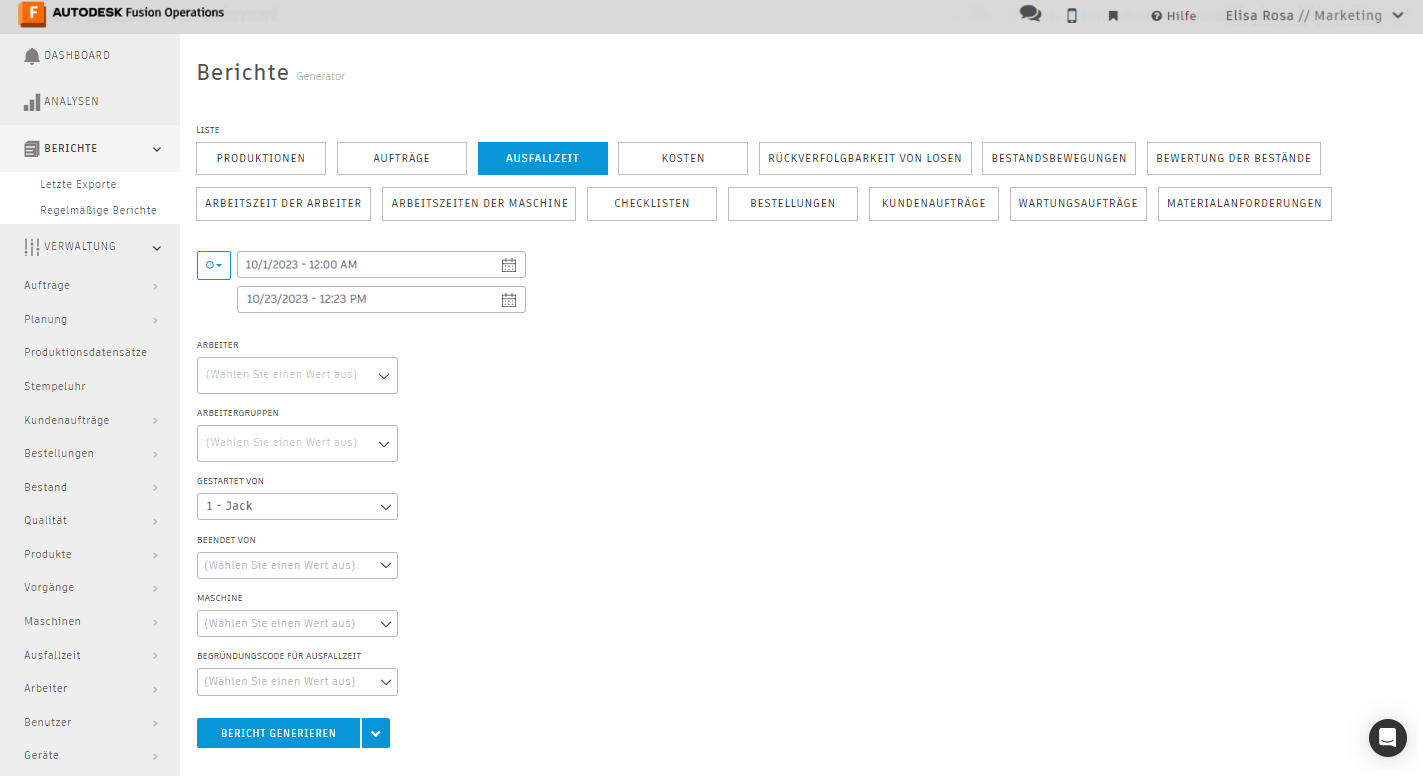 F AUTODESK Fusion Operations
Hilfe
Elisa Rosa // Marketing
DASHBOARD
ANALYSEN
BERICHTE
Letzte Exporte
Regelmäßige Berichte
VERWALTUNG
Aufträge
Planung
Produktionsdatensätze
Stempeluhr
Kundenaufträge
Bestellungen
Bestand
Qualität
Produkte
Vorgänge
Maschinen
Ausfallzeit
Arbeiter
Benutzer
Geräte
Berichte Generator
LISTE
PRODUKTIONEN AUFTRÄGE AUSFALLZEIT KOSTEN RÜCKVERFOLGBARKEIT VON LOSEN BESTANDSBEWEGUNGEN BEWERTUNG DER BESTÄNDE
ARBEITSZEIT DER ARBEITER ARBEITSZEITEN DER MASCHINE CHECKLISTEN BESTELLUNGEN KUNDENAUFTRÄGE WARTUNGSAUFTRÄGE MATERIALANFORDERUNGEN
10/1/2023 - 12:00 AM
10/23/2023 - 12:23 PM
ARBEITER
(Wählen Sie einen Wert aus)
ARBEITERGRUPPEN
(Wählen Sie einen Wert aus)
GESTARTET VON
1 - Jack
BEENDET VON
(Wählen Sie einen Wert aus)
MASCHINE
(Wählen Sie einen Wert aus)
BEGRÜNDUNGSCODE FÜR AUSFALLZEIT
(Wählen Sie einen Wert aus)
BERICHT GENERIEREN